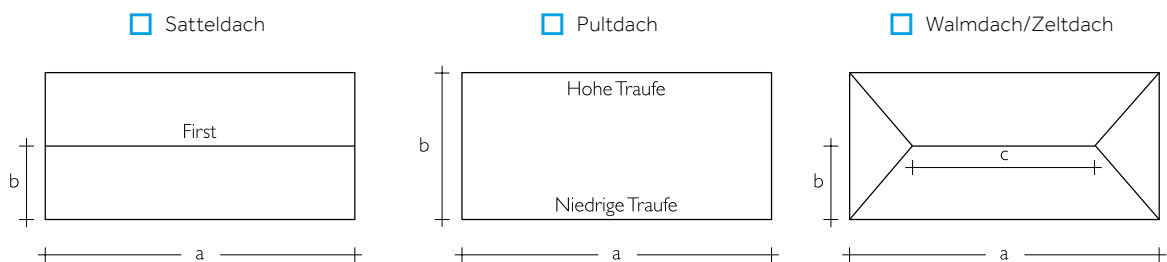 Satteldach
First
b
a
Pultdach
Hohe Traufe
b
Niedrige Traufe
a
Walmdach/Zeltdach
c
b
a